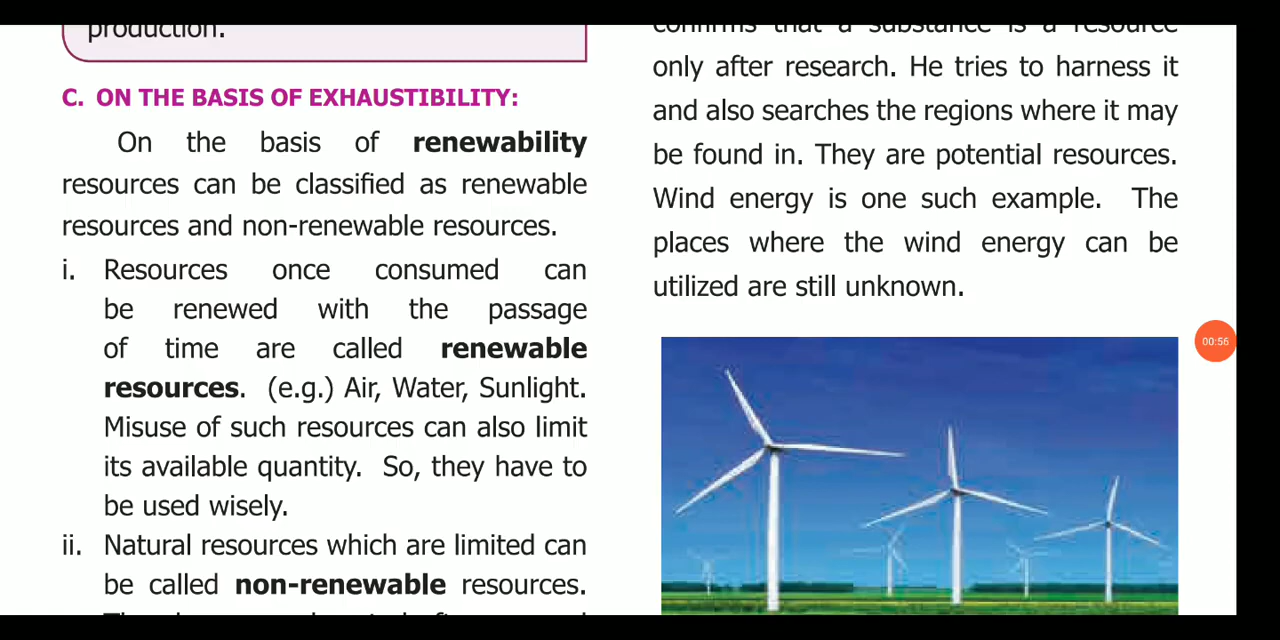 production.
C. ON THE BASIS OF EXHAUSTIBILITY:
On the basis of renewability
resources can be classified as renewable
resources and non-renewable resources.
i. Resources once consumed can
be renewed with the passage
of time are called renewable
resources. (e.g.) Air, Water, Sunlight.
Misuse of such resources can also limit
its available quantity. So, they have to
be used wisely.
ii. Natural resources which are limited can
be called non-renewable resources.
confirms that a substance is a resource
only after research. He tries to harness it
and also searches the regions where it may
be found in. They are potential resources.
Wind energy is one such example. The
places where the wind energy can be
utilized are still unknown.
00:56